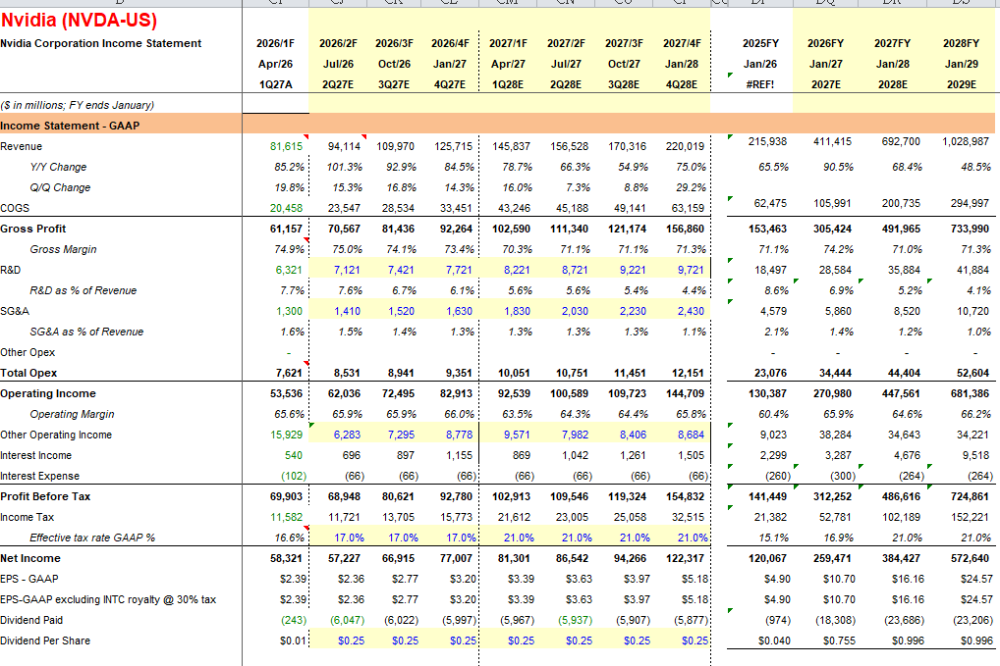 Nvidia (NVDA-US)
Nvidia Corporation Income Statement 2026/1F 2026/2F 2026/3F 2026/4F 2027/1F 2027/2F 2027/3F 2027/4F 2025FY 2026FY 2027FY 2028FY
Apr/26 Jul/26 Oct/26 Jan/27 Apr/27 Jul/27 Oct/27 Jan/28 Jan/26 Jan/27 Jan/28 Jan/29
1Q27A 2Q27E 3Q27E 4Q27E 1Q28E 2Q28E 3Q28E 4Q28E #REF! 2027E 2028E 2029E
($ in millions; FY ends January)
Income Statement - GAAP
Revenue 81,615 94,114 109,970 125,715 145,837 156,528 170,316 220,019 215,938 411,415 692,700 1,028,987
Y/Y Change 85.2% 101.3% 92.9% 84.5% 78.7% 66.3% 54.9% 75.0% 65.5% 90.5% 68.4% 48.5%
Q/Q Change 19.8% 15.3% 16.8% 14.3% 16.0% 7.3% 8.8% 29.2%
COGS 20,458 23,547 28,534 33,451 43,246 45,188 49,141 63,159 62,475 105,991 200,735 294,997
Gross Profit 61,157 70,567 81,436 92,264 102,590 111,340 121,174 156,860 153,463 305,424 491,965 733,990
Gross Margin 74.9% 75.0% 74.1% 73.4% 70.3% 71.1% 71.1% 71.3% 71.1% 74.2% 71.0% 71.3%
R&D 6,321 7,121 7,421 7,721 8,221 8,721 9,221 9,721 18,497 28,584 35,884 41,884
R&D as % of Revenue 7.7% 7.6% 6.7% 6.1% 5.6% 5.6% 5.4% 4.4% 8.6% 6.9% 5.2% 4.1%
SG&A 1,300 1,410 1,520 1,630 1,830 2,030 2,230 2,430 4,579 5,860 8,520 10,720
SG&A as % of Revenue 1.6% 1.5% 1.4% 1.3% 1.3% 1.3% 1.3% 1.1% 2.1% 1.4% 1.2% 1.0%
Other Opex - - - - -
Total Opex 7,621 8,531 8,941 9,351 10,051 10,751 11,451 12,151 23,076 34,444 44,404 52,604
Operating Income 53,536 62,036 72,495 82,913 92,539 100,589 109,723 144,709 130,387 270,980 447,561 681,386
Operating Margin 65.6% 65.9% 65.9% 66.0% 63.5% 64.3% 64.4% 65.8% 60.4% 65.9% 64.6% 66.2%
Other Operating Income 15,929 6,283 7,295 8,778 9,571 7,982 8,406 8,684 9,023 38,284 34,643 34,221
Interest Income 540 696 897 1,155 869 1,042 1,261 1,505 2,299 3,287 4,676 9,518
Interest Expense (102) (66) (66) (66) (66) (66) (66) (66) (260) (300) (264) (264)
Profit Before Tax 69,903 68,948 80,621 92,780 102,913 109,546 119,324 154,832 141,449 312,252 486,616 724,861
Income Tax 11,582 11,721 13,705 15,773 21,612 23,005 25,058 32,515 21,382 52,781 102,189 152,221
Effective tax rate GAAP % 16.6% 17.0% 17.0% 17.0% 21.0% 21.0% 21.0% 21.0% 15.1% 16.9% 21.0% 21.0%
Net Income 58,321 57,227 66,915 77,007 81,301 86,542 94,266 122,317 120,067 259,471 384,427 572,640
EPS - GAAP $2.39 $2.36 $2.77 $3.20 $3.39 $3.63 $3.97 $5.18 $4.90 $10.70 $16.16 $24.57
EPS-GAAP excluding INTC royalty @ 30% tax $2.39 $2.36 $2.77 $3.20 $3.39 $3.63 $3.97 $5.18 $4.90 $10.70 $16.16 $24.57
Dividend Paid (243) (6,047) (6,022) (5,997) (5,967) (5,937) (5,907) (5,877) (974) (18,308) (23,686) (23,206)
Dividend Per Share $0.01 $0.25 $0.25 $0.25 $0.25 $0.25 $0.25 $0.25 $0.040 $0.755 $0.996 $0.996